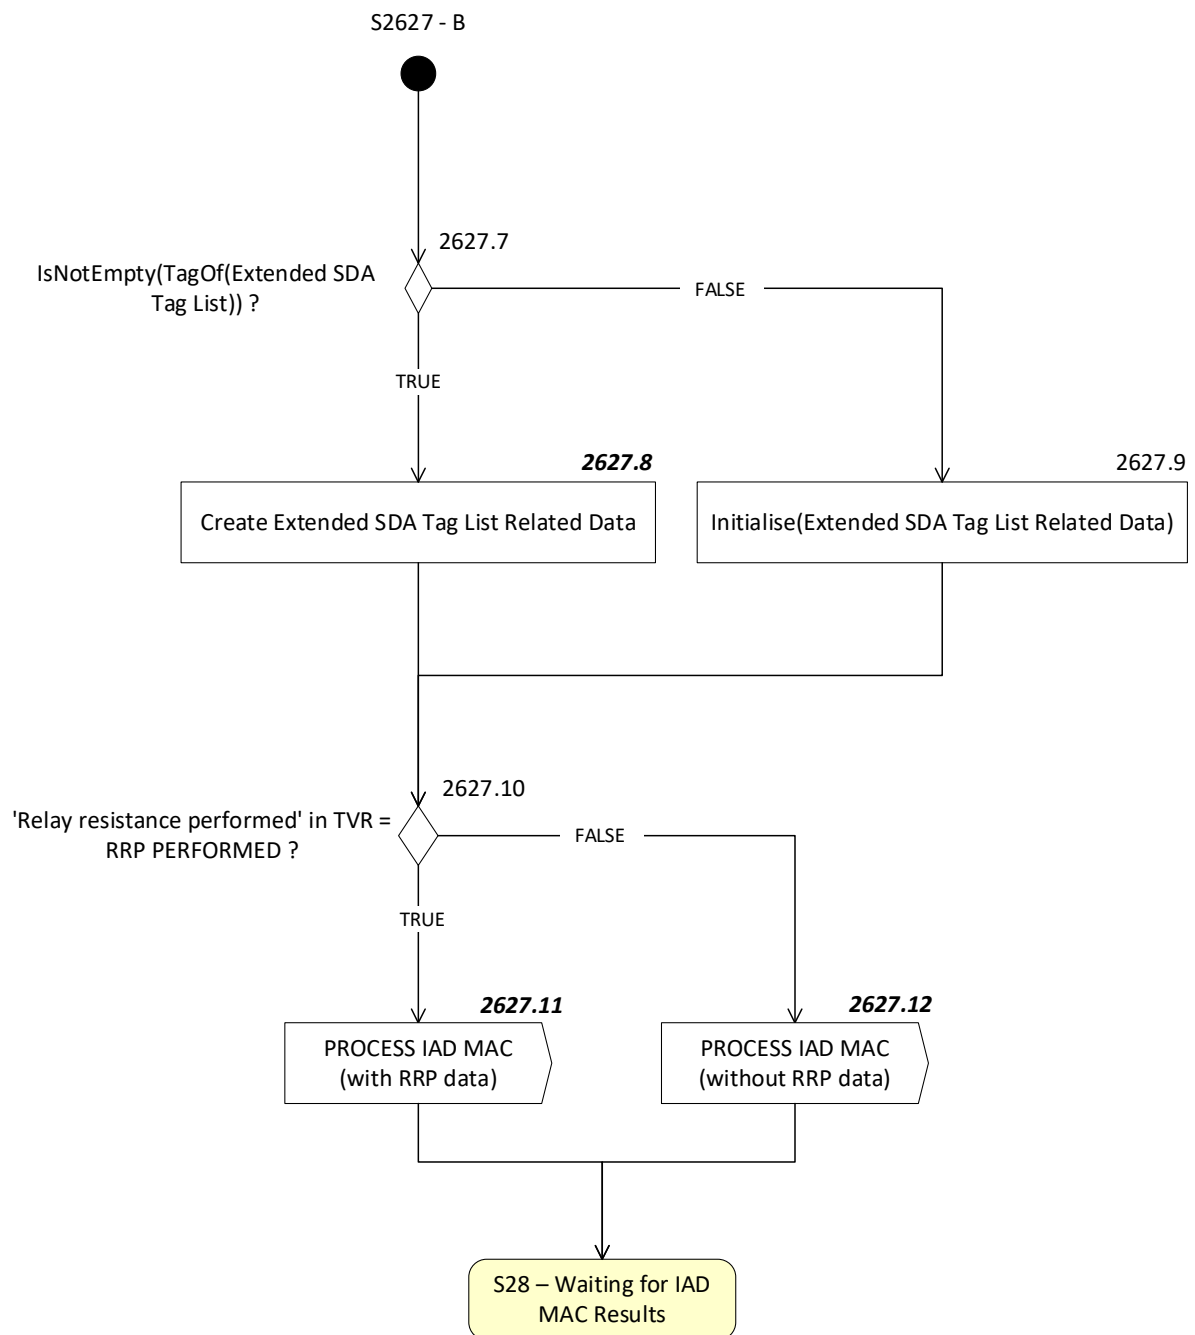 S2627 - B
2627.7
IsNotEmpty(TagOf(Extended SDA
Tag List)) ?
FALSE
TRUE
2627.8
2627.9
Create Extended SDA Tag List Related Data
Initialise(Extended SDA Tag List Related Data)
2627.10
'Relay resistance performed' in TVR =
RRP PERFORMED ?
FALSE
TRUE
2627.11
2627.12
PROCESS IAD MAC
(with RRP data)
PROCESS IAD MAC
(without RRP data)
S28 – Waiting for IAD
MAC Results